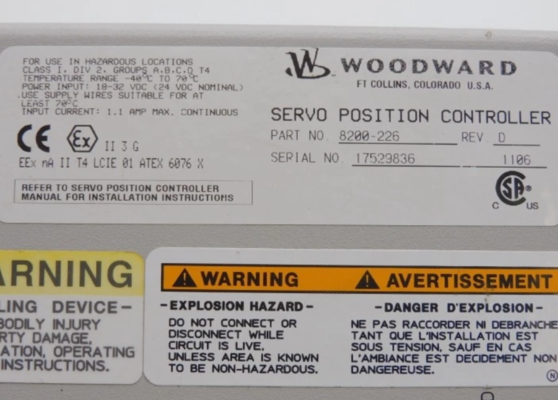 FOR USE IN HAZARDOUS LOCATIONS
CLASS I, DIV 2, GROUPS A,B,C,D T4
TEMPERATURE RANGE -40°C TO 70°C
POWER INPUT: 18-32 VDC (24 VDC NOMINAL)
USE SUPPLY WIRES SUITABLE FOR AT
LEAST 70°C
INPUT CURRENT: 1.1 AMP MAX. CONTINUOUS
CE Ex II 3 G
EEx nA II T4 LCIE 01 ATEX 6076 X
REFER TO SERVO POSITION CONTROLLER
MANUAL FOR INSTALLATION INSTRUCTIONS
WOODWARD
FT COLLINS, COLORADO U.S.A.
SERVO POSITION CONTROLLER
PART NO. 8200-226 REV D
SERIAL NO. 17529836 1106
C SA US
ARNING
LING DEVICE-
BODILY INJURY
RTY DAMAGE,
ATION, OPERATING
INSTRUCTIONS.
WARNING
-EXPLOSION HAZARD-
DO NOT CONNECT OR
DISCONNECT WHILE
CIRCUIT IS LIVE,
UNLESS AREA IS KNOWN
TO BE NON-HAZARDOUS.
AVERTISSEMENT
-DANGER D'EXPLOSION-
NE PAS RACCORDER NI DEBRANCHE
TANT QUE L'INSTALLATION EST
SOUS TENSION, SAUF EN CAS
L'AMBIANCE EST DECIDEMENT NON
DANGEREUSE.